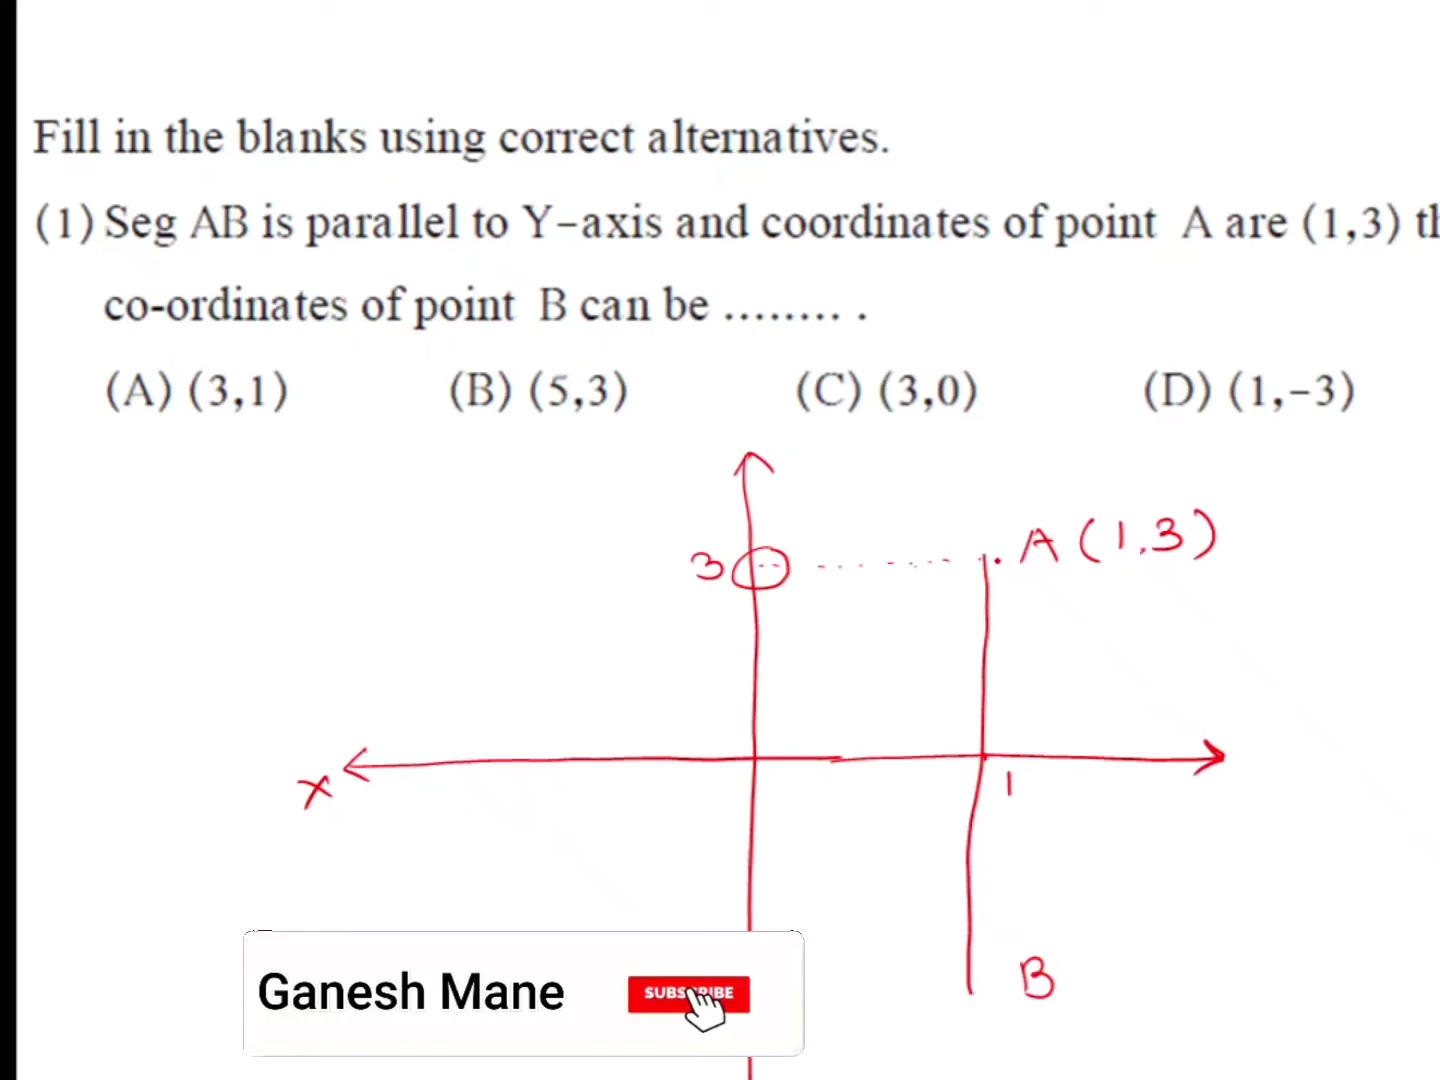 Fill in the blanks using correct alternatives.
(1) Seg AB is parallel to Y-axis and coordinates of point A are (1,3) th
co-ordinates of point B can be ........ .
(A) (3,1) (B) (5,3) (C) (3,0) (D) (1,-3)
3 A (1,3)
X 1
B
Ganesh Mane SUBSCRIBE